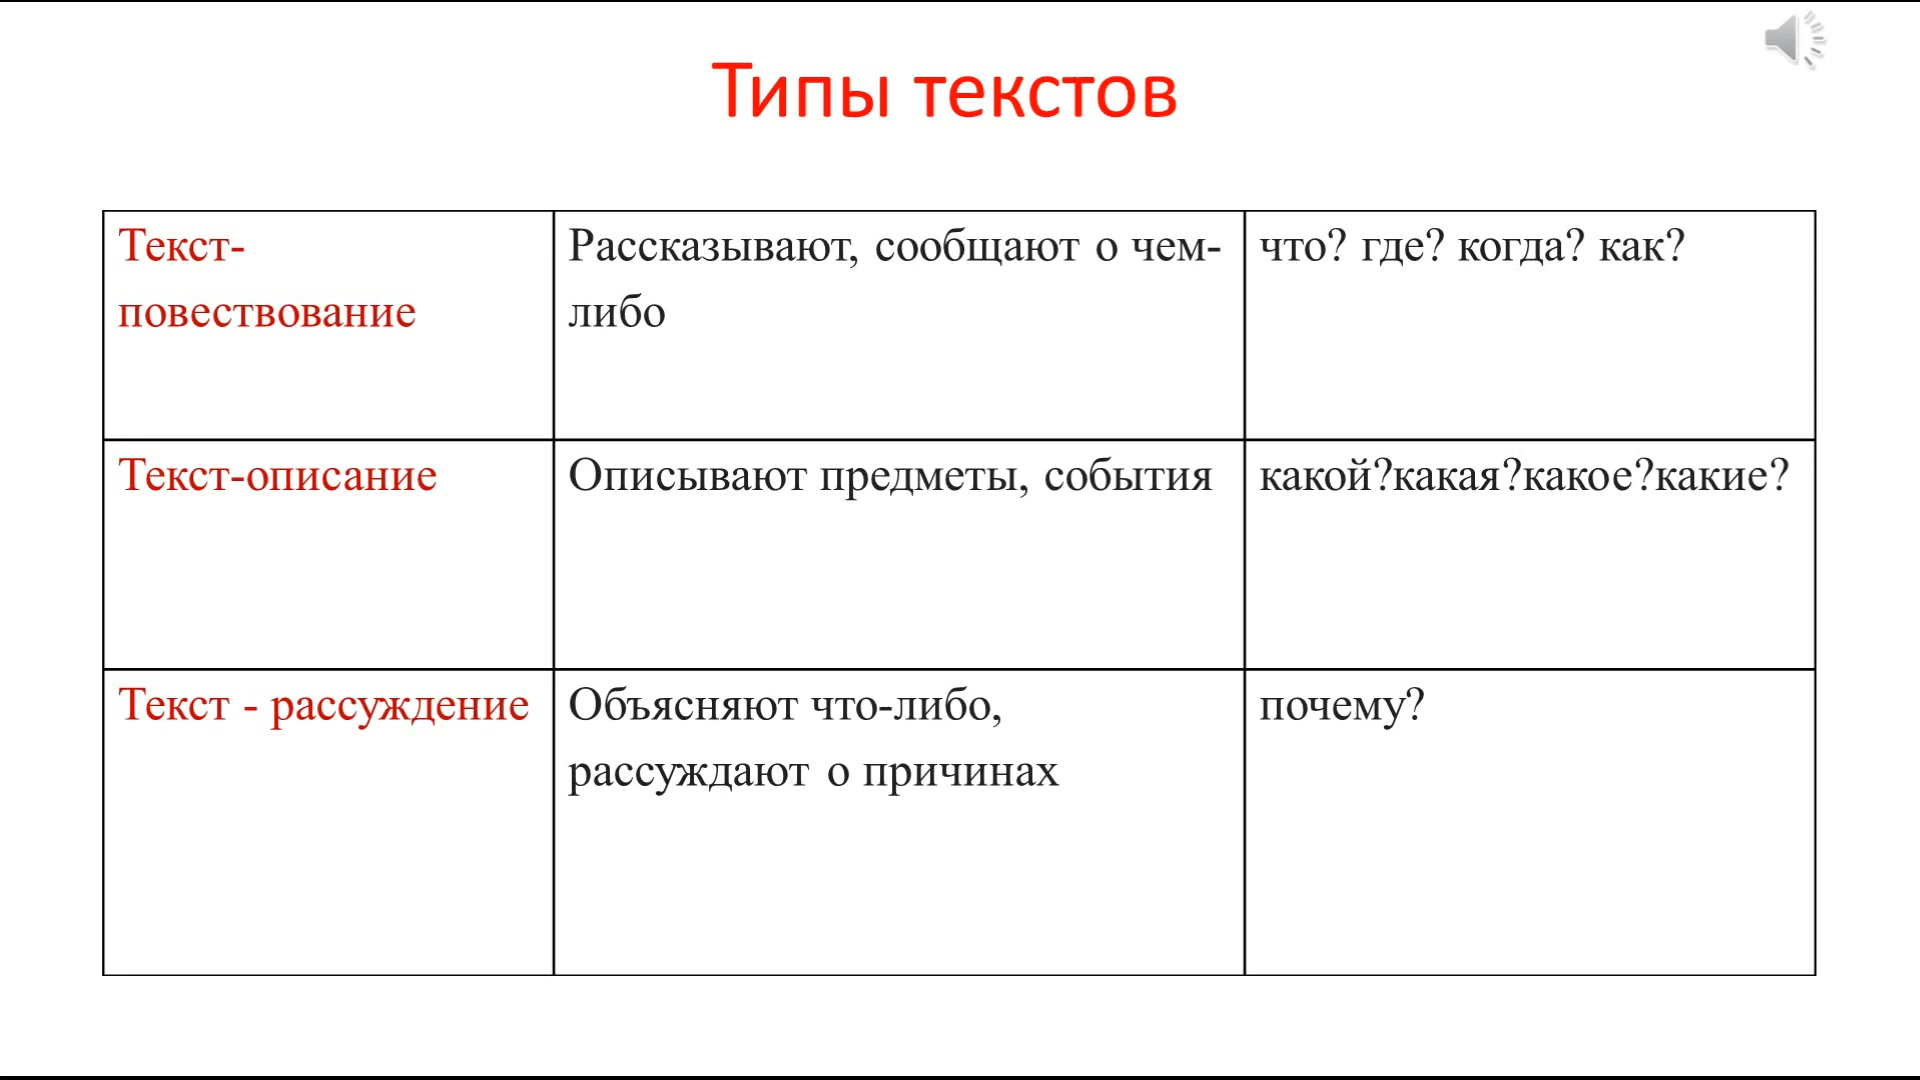 Типы текстов
Текст-
повествование
Рассказывают, сообщают о чем-
либо
что? где? когда? как?
Текст-описание
Описывают предметы, события
какой?какая?какое?какие?
Текст - рассуждение
Объясняют что-либо,
рассуждают о причинах
почему?